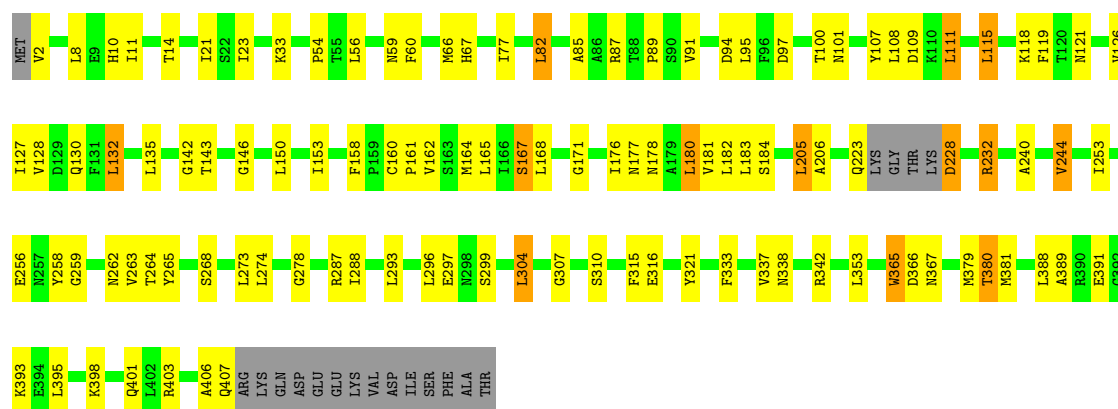 MET V2 L8 E9 H10 I11 T14 I21 S22 I23 K33 P54 T55 L56 N59 F60 M66 H67 I77 L82 A85 A86 R87 T88 P89 S90 V91 D94 L95 F96 D97 T100 N101 Y107 L108 D109 K110 L111 L115 K118 F119 T120 N121 V126
I127 V128 D129 Q130 F131 L132 L135 G142 T143 G146 L150 I153 F158 P159 C160 P161 V162 S163 M164 L165 I166 S167 L168 G171 I176 N177 N178 A179 L180 V181 L182 L183 S184 L205 A206 Q223 LYS GLY THR LYS D228 R232 A240 V244 I253
E256 N257 Y258 G259 N262 V263 T264 Y265 S268 L273 L274 G278 R287 I288 L293 L296 E297 N298 S299 L304 G307 S310 F315 E316 Y321 F333 V337 N338 R342 L353 W365 D366 N367 M379 T380 M381 L388 A389 R390 E391 G392
K393 E394 L395 K398 Q401 L402 R403 A406 Q407 ARG LYS GLN ASP GLU GLU LYS VAL ASP ILE SER PHE ALA THR